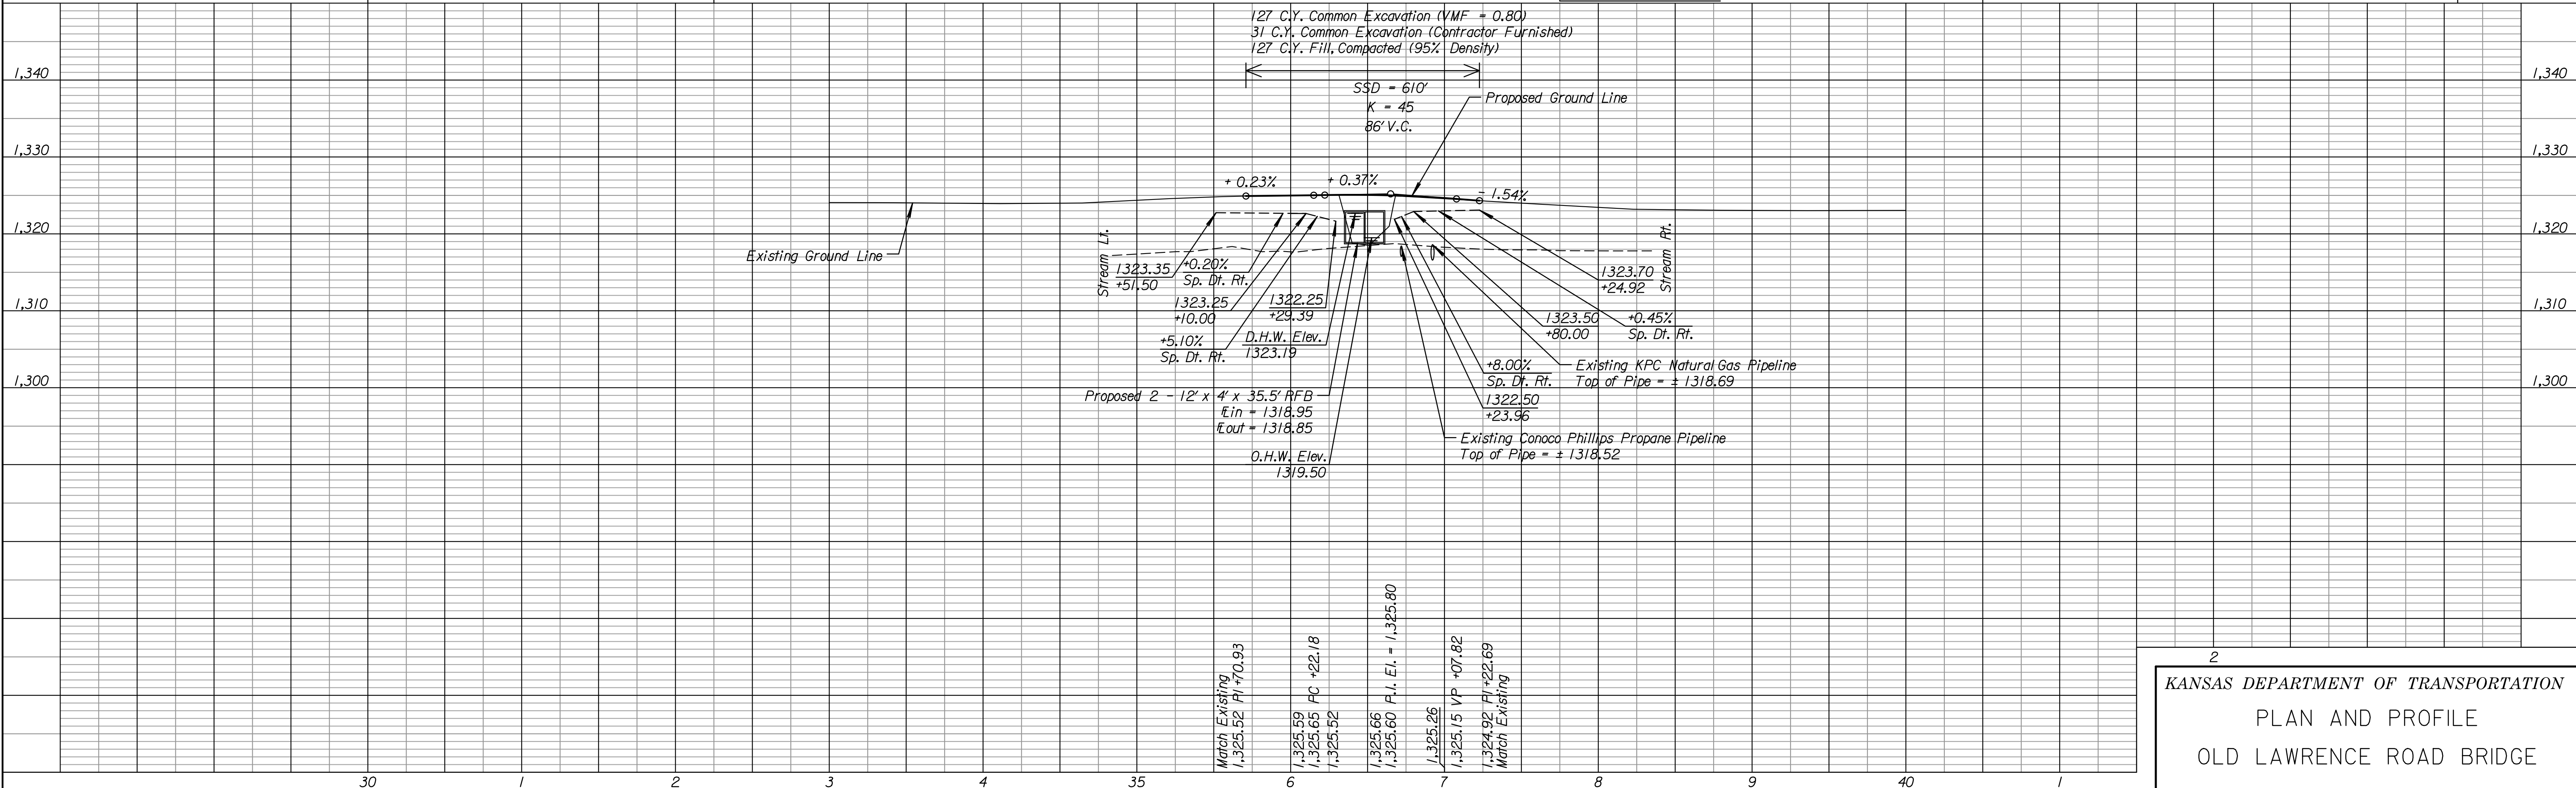 127 C.Y. Common Excavation (VMF = 0.80)
31 C.Y. Common Excavation (Contractor Furnished)
127 C.Y. Fill, Compacted (95% Density)
SSD = 610'
K = 45
86' V.C.
Proposed Ground Line
1,340
1,340
1,330
1,330
1,320
1,320
1,310
1,310
1,300
1,300
+ 0.23%
+ 0.37%
- 1.54%
Existing Ground Line
Stream Lt.
Stream Rt.
1323.35
+51.50
+0.20%
Sp. Dt. Rt.
1323.25
+10.00
1322.25
+29.39
+5.10%
Sp. Dt. Rt.
D.H.W. Elev.
1323.19
Proposed 2 - 12' x 4' x 35.5' RFB
in = 1318.95
out = 1318.85
O.H.W. Elev.
1319.50
1323.70
+24.92
1323.50
+80.00
+0.45%
Sp. Dt. Rt.
+8.00%
Sp. Dt. Rt.
Existing KPC Natural Gas Pipeline
Top of Pipe = ± 1318.69
1322.50
+23.96
Existing Conoco Phillips Propane Pipeline
Top of Pipe = ± 1318.52
Match Existing
1,325.52 PI +70.93
1,325.59
1,325.65 PC +22.18
1,325.52
1,325.66
1,325.60 P.I. El. = 1,325.80
1,325.26
1,325.15 VP +07.82
1,324.92 PI +22.69
Match Existing
30
1
2
3
4
35
6
7
8
9
40
1
2
KANSAS DEPARTMENT OF TRANSPORTATION
PLAN AND PROFILE
OLD LAWRENCE ROAD BRIDGE